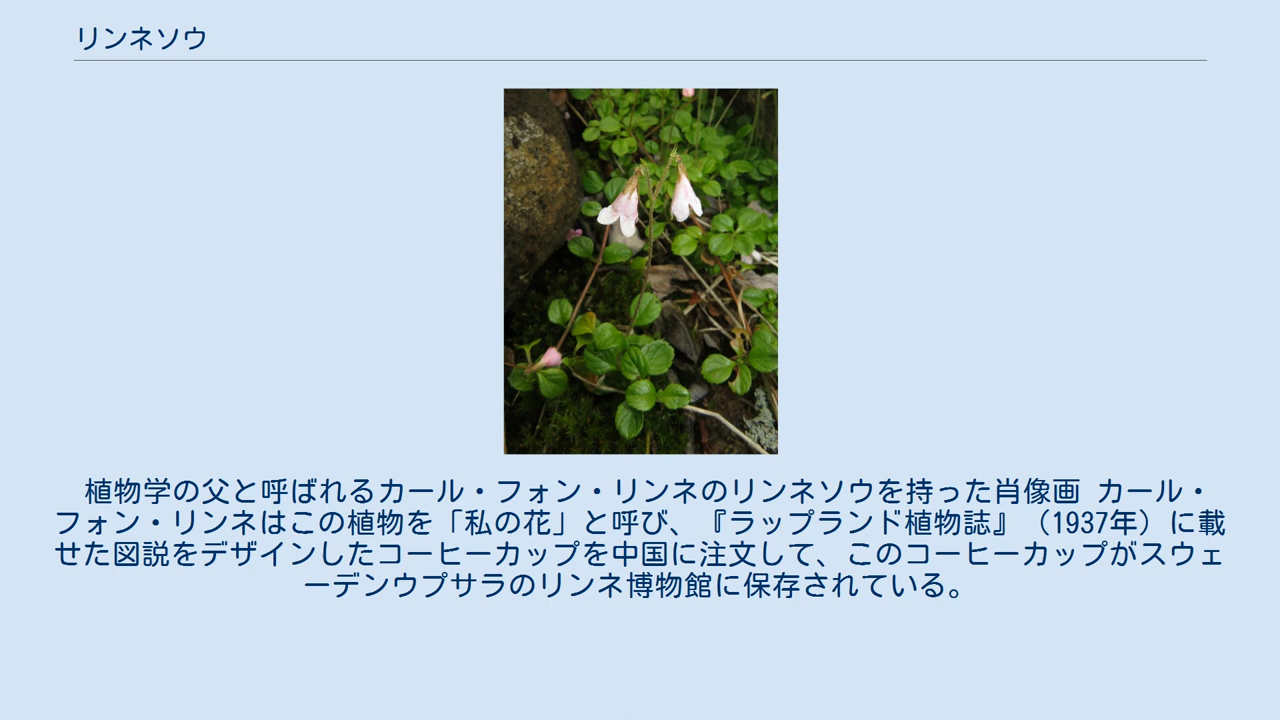 リンネソウ
植物学の父と呼ばれるカール・フォン・リンネのリンネソウを持った肖像画 カール・
フォン・リンネはこの植物を「私の花」と呼び、『ラップランド植物誌』（1937年）に載
せた図説をデザインしたコーヒーカップを中国に注文して、このコーヒーカップがスウェ
ーデンウプサラのリンネ博物館に保存されている。